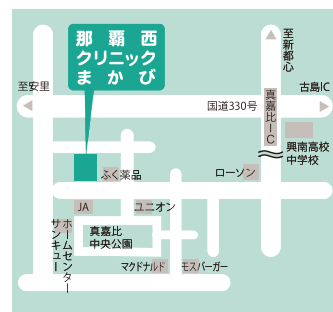 至新都心
那覇西
クリニック
まかび
至安里
古島IC
国道330号
真嘉比IC
興南高校
中学校
ふく薬品
ローソン
JA
ユニオン
ホームセンター
サンキュー
真嘉比
中央公園
マクドナルド
モスバーガー